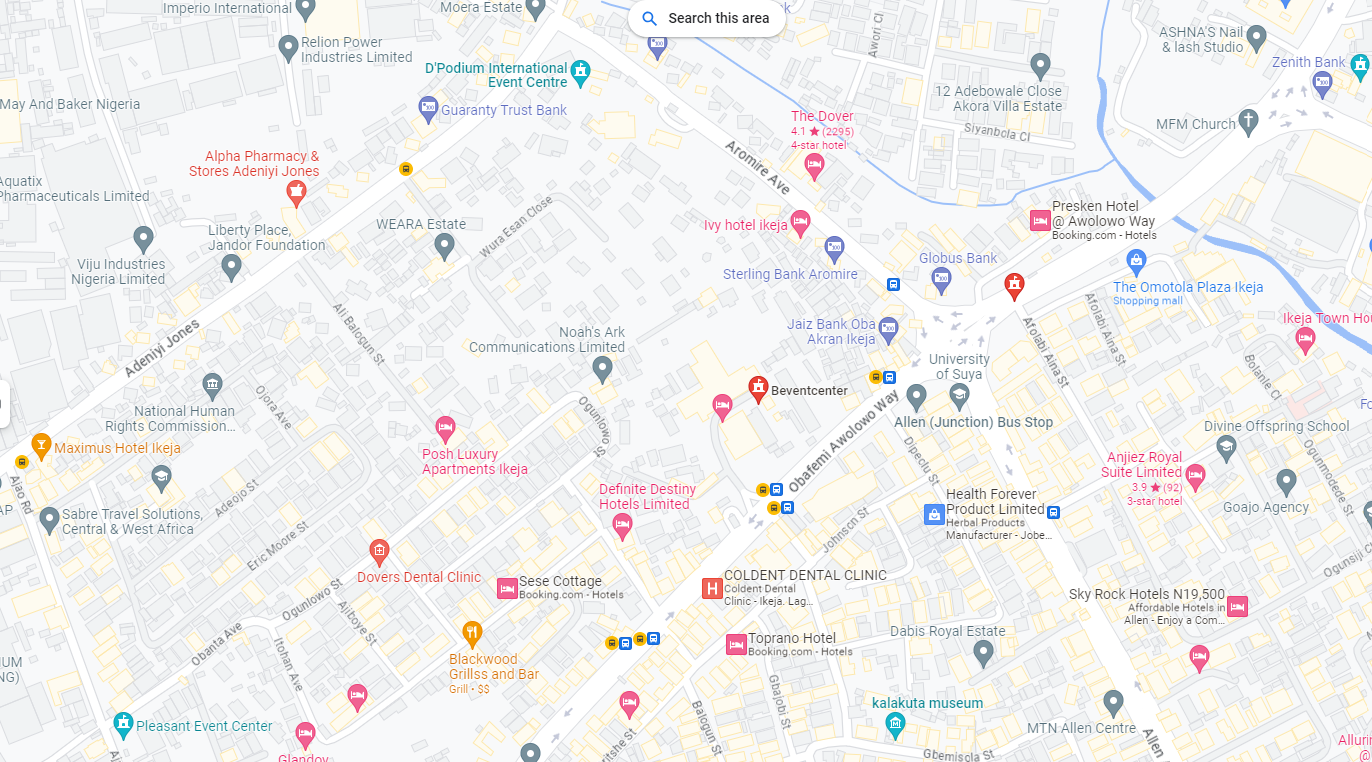 Imperio International
Moera Estate
Search this area
Awori Cl
ASHNA'S Nail
& lash Studio
Relion Power
Industries Limited
D'Podium International
Event Centre
Zenith Bank
May And Baker Nigeria
Guaranty Trust Bank
12 Adebowale Close
Akora Villa Estate
The Dover
4.1 ★ (2295)
4-star hotel
Siyanbola Cl
MFM Church
Alpha Pharmacy &
Stores Adeniyi Jones
Aromire Ave
Aquatix
Pharmaceuticals Limited
WEARA Estate
Wura Esan Close
Ivy hotel ikeja
Presken Hotel
@ Awolowo Way
Booking.com - Hotels
Liberty Place,
Jandor Foundation
Viju Industries
Nigeria Limited
Sterling Bank Aromire
Globus Bank
The Omotola Plaza Ikeja
Shopping mall
Adeniyi Jones
Ali Balogun St
Noah's Ark
Communications Limited
Jaiz Bank Oba
Akran Ikeja
Afolabi Aina St
Afolabi Aina St
Ikeja Town Hou
University
of Suya
Bolanle Cl
National Human
Rights Commission...
Ojora Ave
Beventcenter
Ogunlowo St
Obafemi Awolowo Way
Allen (Junction) Bus Stop
Fo
Divine Offspring School
Maximus Hotel Ikeja
Posh Luxury
Apartments Ikeja
Dipeolu St
Anjiez Royal
Suite Limited
3.9 ★ (92)
3-star hotel
Ogunmodede St
Ajao Rd
AP
Adeojo St
Definite Destiny
Hotels Limited
Health Forever
Product Limited
Herbal Products
Manufacturer - Jobe...
Goajo Agency
Sabre Travel Solutions,
Central & West Africa
Eric Moore St
Johnson St
Ogunsiji Cl
Dovers Dental Clinic
Sese Cottage
Booking.com - Hotels
COLDENT DENTAL CLINIC
Coldent Dental
Clinic - Ikeja. Lag...
Ogunlowo St
Aliboye St
Sky Rock Hotels N19,500
Affordable Hotels in
Allen - Enjoy a Com...
Obanta Ave
Itohan Ave
Toprano Hotel
Booking.com - Hotels
Dabis Royal Estate
Blackwood
Grillss and Bar
Grill · $$
UM
NG)
Gbajobi St
kalakuta museum
Pleasant Event Center
Balogun St
MTN Allen Centre
Allen
Gbemisola St
Allurin
@
Glandov